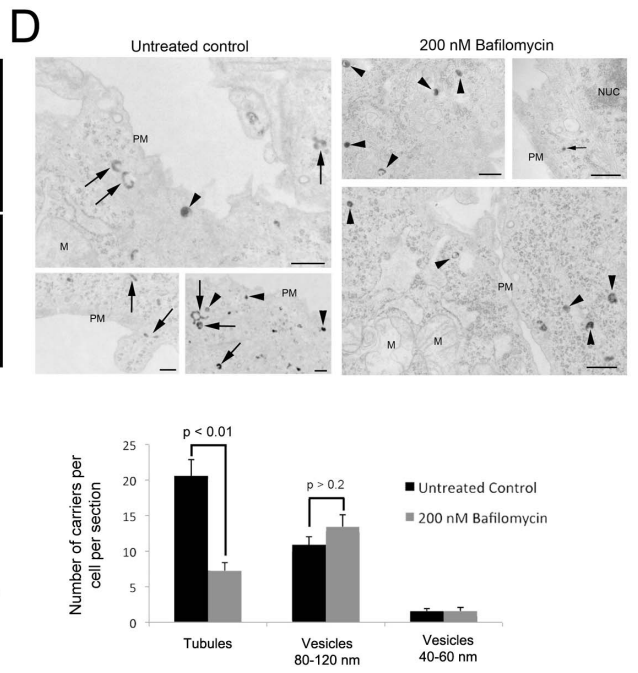 D
Untreated control
200 nM Bafilomycin
PM
M
PM
PM
NUC
PM
PM
M
M
p < 0.01
p > 0.2
Number of carriers per
cell per section
25
20
15
10
5
0
Untreated Control
200 nM Bafilomycin
Tubules
Vesicles
80-120 nm
Vesicles
40-60 nm